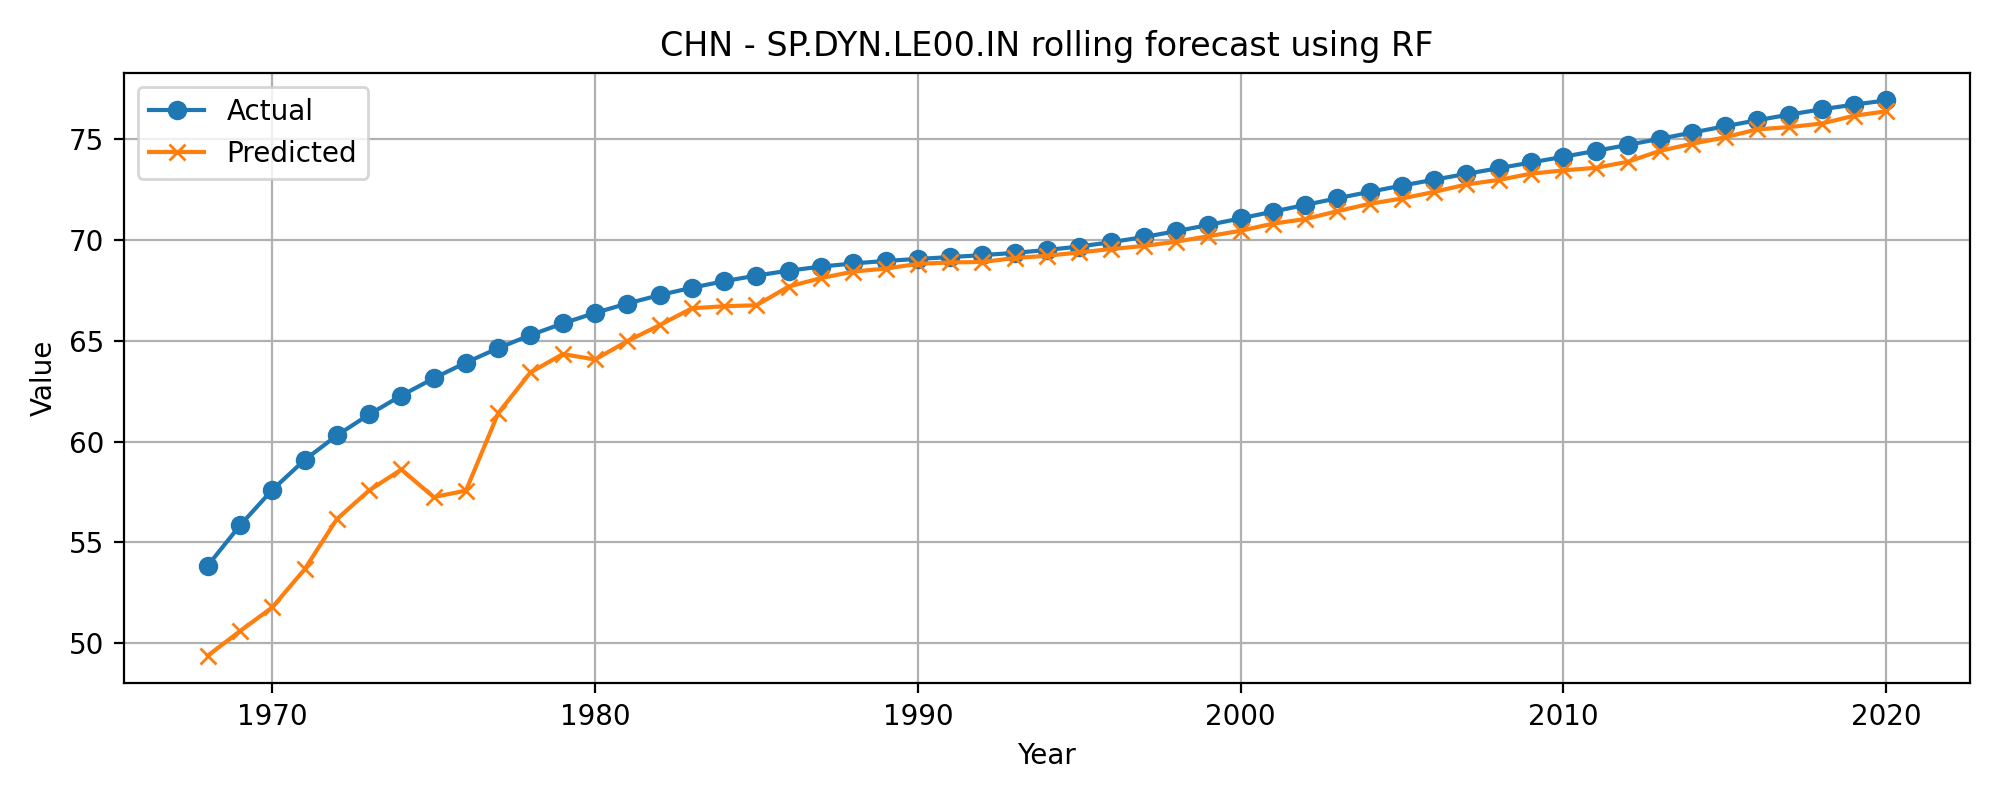 CHN - SP.DYN.LE00.IN rolling forecast using RF
Actual
Predicted
Value
75
70
65
60
55
50
1970
1980
1990
2000
2010
2020
Year